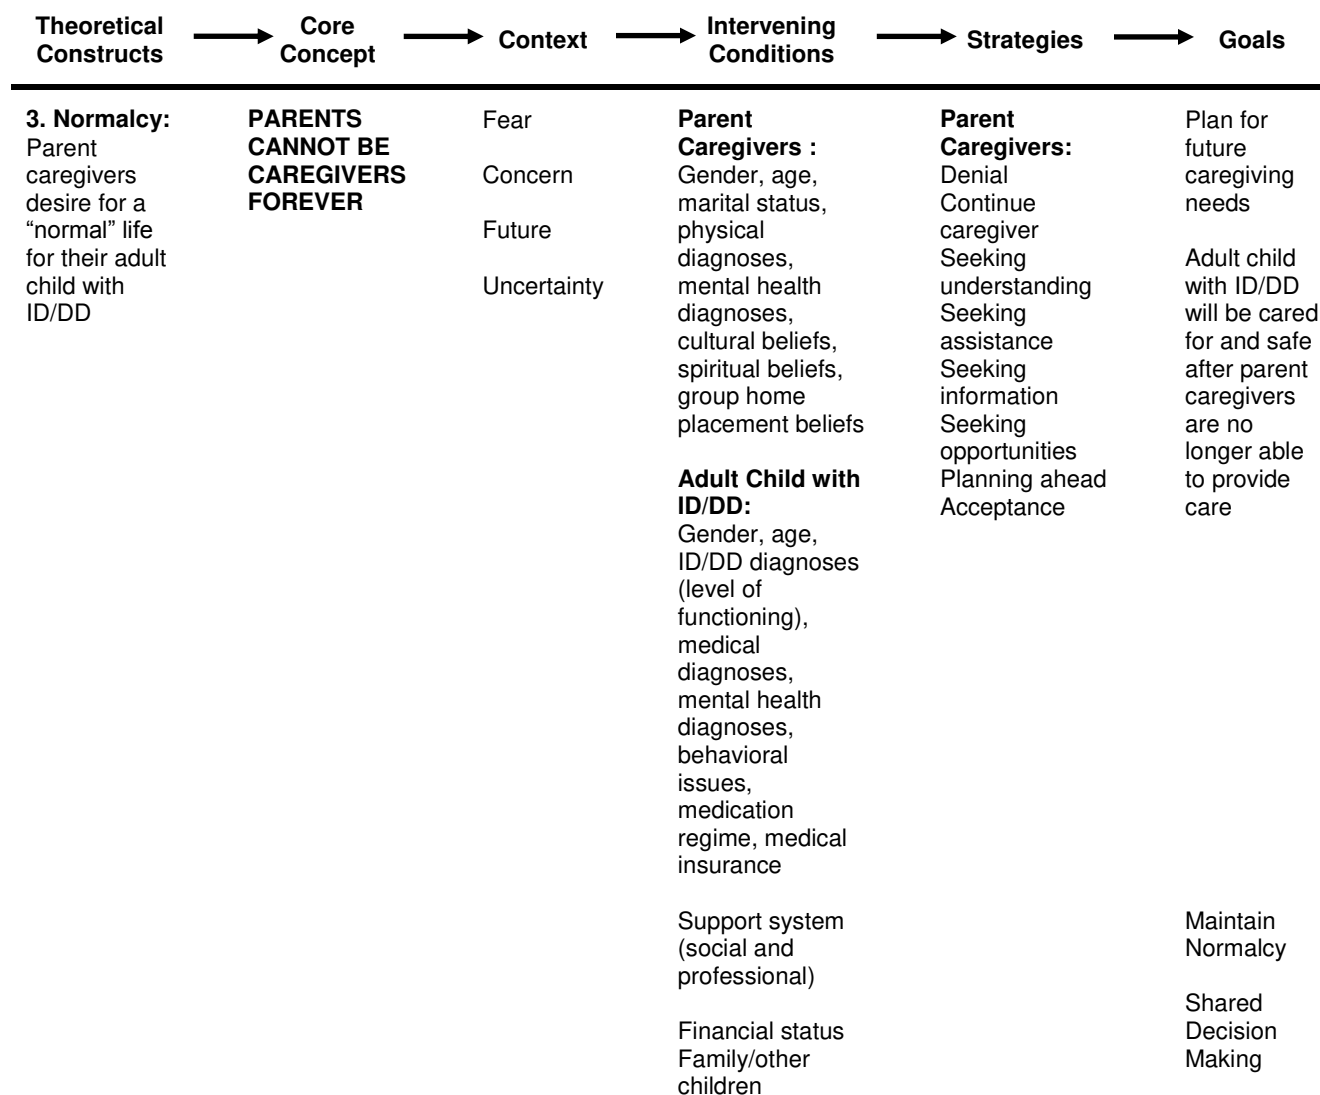 Theoretical
Constructs
Core
Concept
Context
Intervening
Conditions
Strategies
Goals
3. Normalcy:
Parent
caregivers
desire for a
“normal” life
for their adult
child with
ID/DD
PARENTS
CANNOT BE
CAREGIVERS
FOREVER
Fear
Concern
Future
Uncertainty
Parent
Caregivers :
Gender, age,
marital status,
physical
diagnoses,
mental health
diagnoses,
cultural beliefs,
spiritual beliefs,
group home
placement beliefs
Adult Child with
ID/DD:
Gender, age,
ID/DD diagnoses
(level of
functioning),
medical
diagnoses,
mental health
diagnoses,
behavioral
issues,
medication
regime, medical
insurance
Support system
(social and
professional)
Financial status
Family/other
children
Parent
Caregivers:
Denial
Continue
caregiver
Seeking
understanding
Seeking
assistance
Seeking
information
Seeking
opportunities
Planning ahead
Acceptance
Plan for
future
caregiving
needs
Adult child
with ID/DD
will be cared
for and safe
after parent
caregivers
are no
longer able
to provide
care
Maintain
Normalcy
Shared
Decision
Making